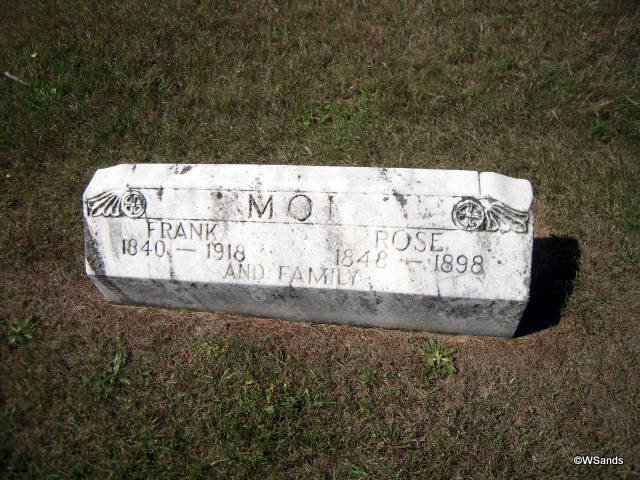 MOI
FRANK ROSE
1840 — 1918 1848 — 1898
AND FAMILY
©WSands